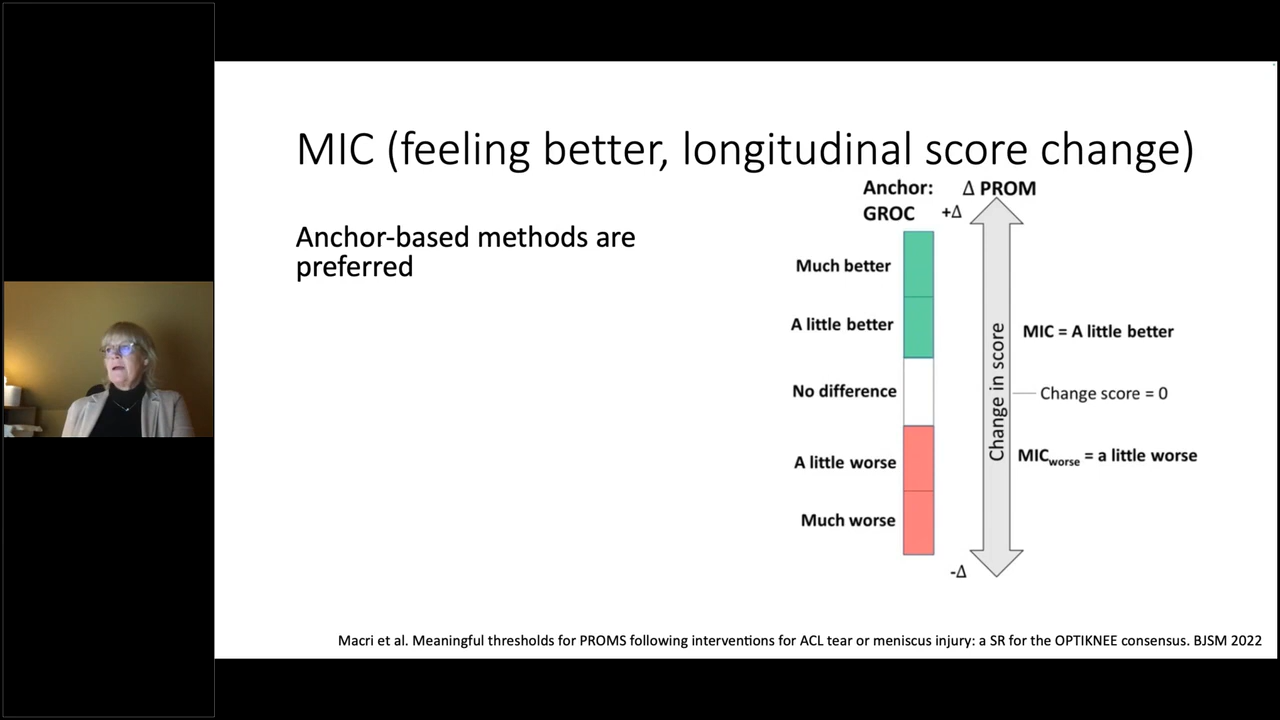 MIC (feeling better, longitudinal score change)
Anchor-based methods are
preferred
Anchor:
GROC
Δ PROM
+Δ
Much better
A little better
No difference
A little worse
Much worse
-Δ
Change in score
MIC = A little better
Change score = 0
MICworse = a little worse
Macri et al. Meaningful thresholds for PROMS following interventions for ACL tear or meniscus injury: a SR for the OPTIKNEE consensus. BJSM 2022